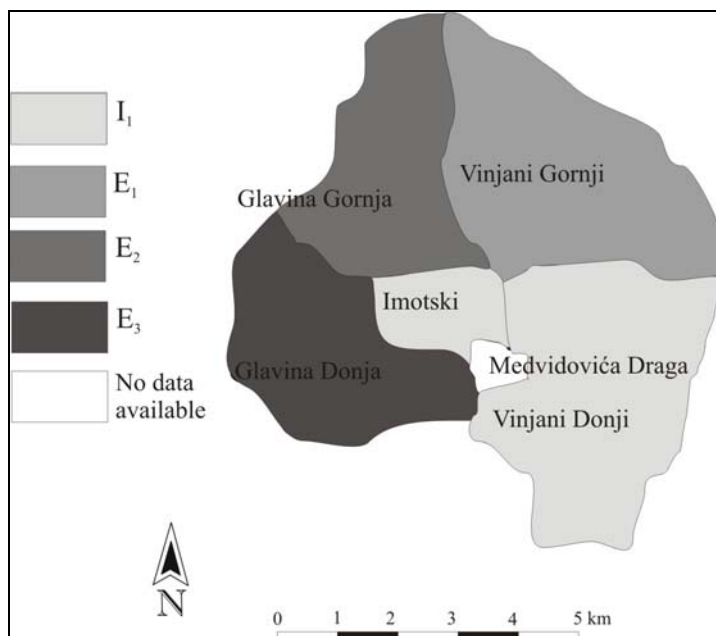 I₁
E₁
E₂
E₃
No data
available
Vinjani Gornji
Glavina Gornja
Imotski
Glavina Donja
Medvidovića Draga
Vinjani Donji
N
0 1 2 3 4 5 km